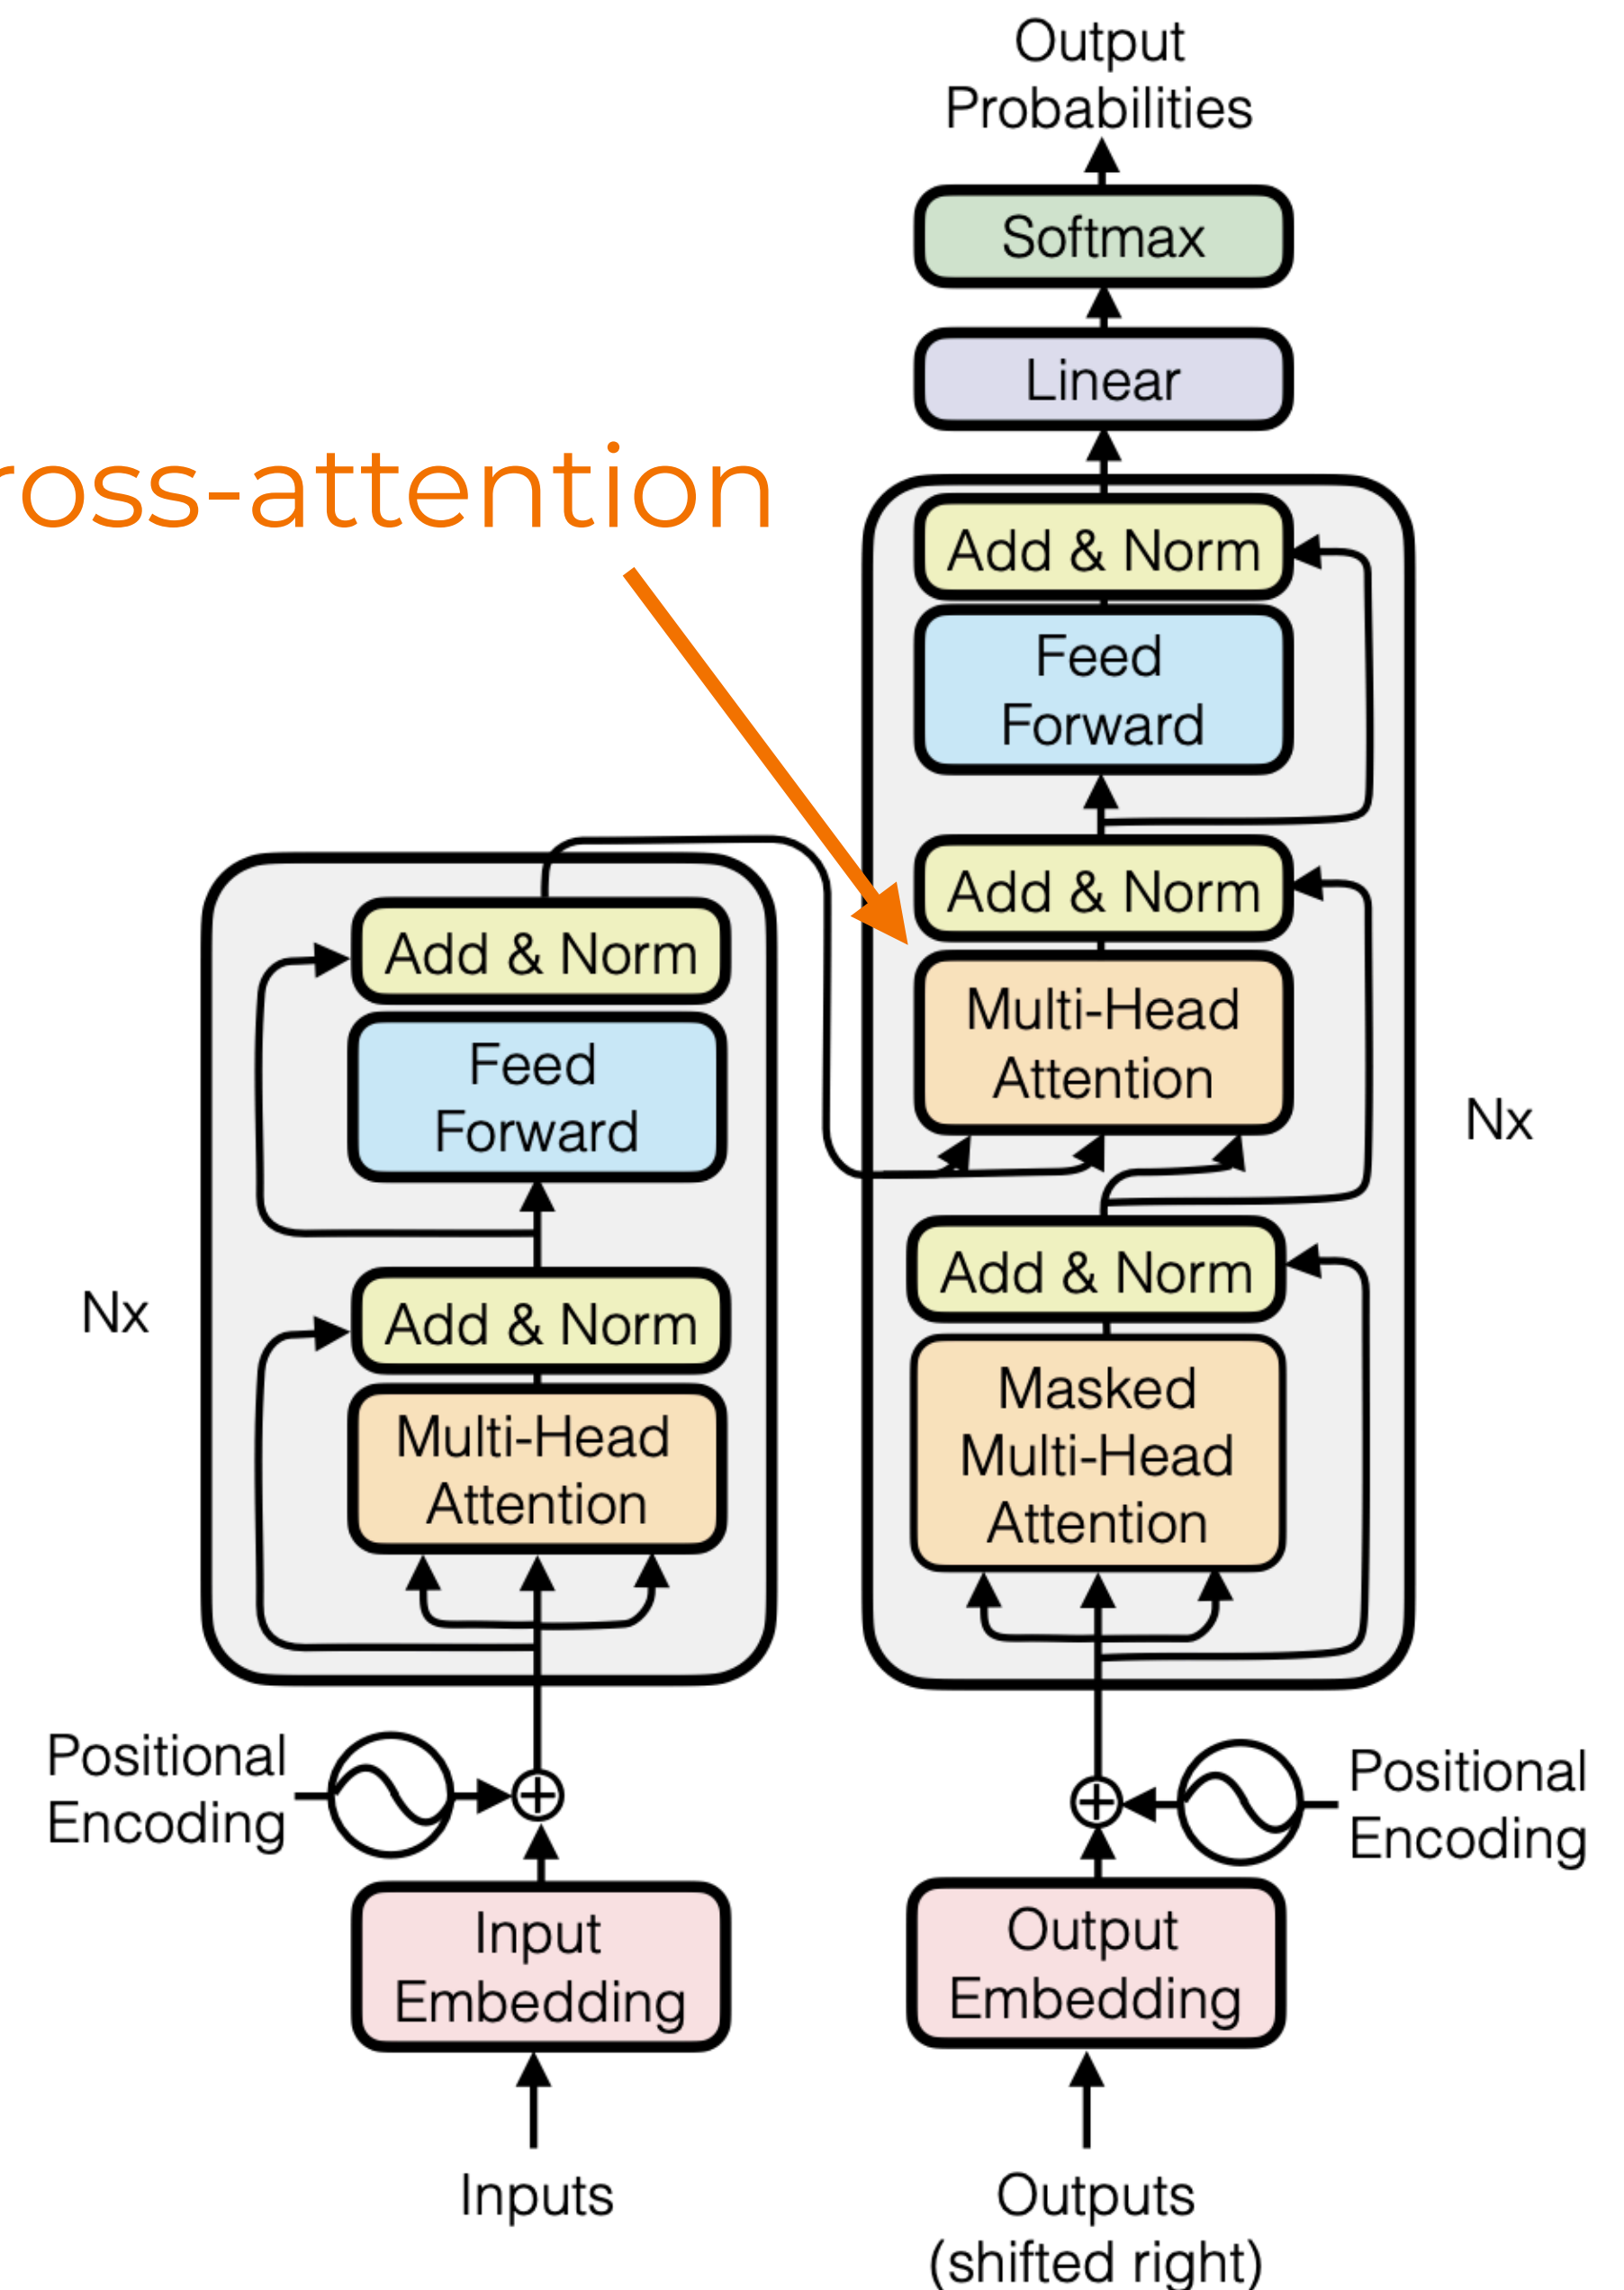 Output
Probabilities
Softmax
Linear
ross-attention
Add & Norm
Feed
Forward
Add & Norm
Multi-Head
Attention
Add & Norm
Masked
Multi-Head
Attention
Nx
Add & Norm
Feed
Forward
Add & Norm
Multi-Head
Attention
Nx
Positional
Encoding
Positional
Encoding
Input
Embedding
Output
Embedding
Inputs
Outputs
(shifted right)